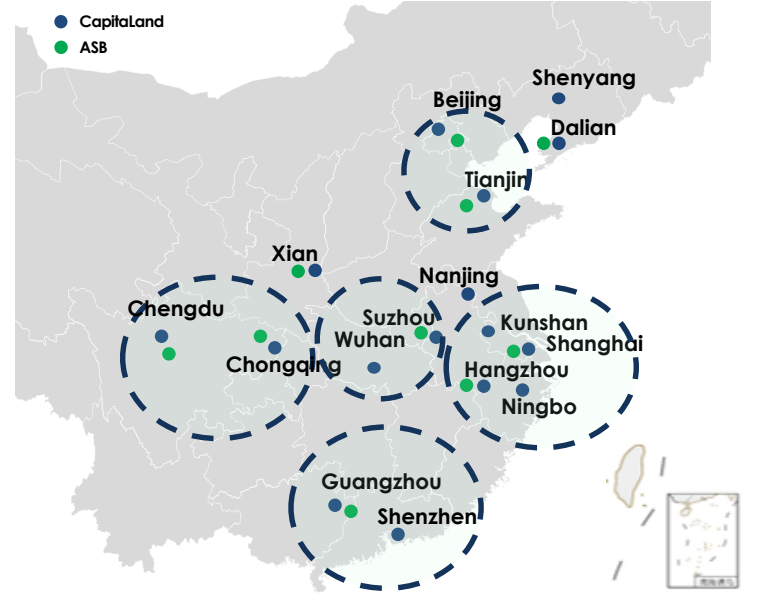 CapitaLand
ASB
Shenyang
Beijing
Dalian
Tianjin
Xian
Nanjing
Chengdu
Suzhou
Kunshan
Wuhan
Shanghai
Chongqing
Hangzhou
Ningbo
Guangzhou
Shenzhen